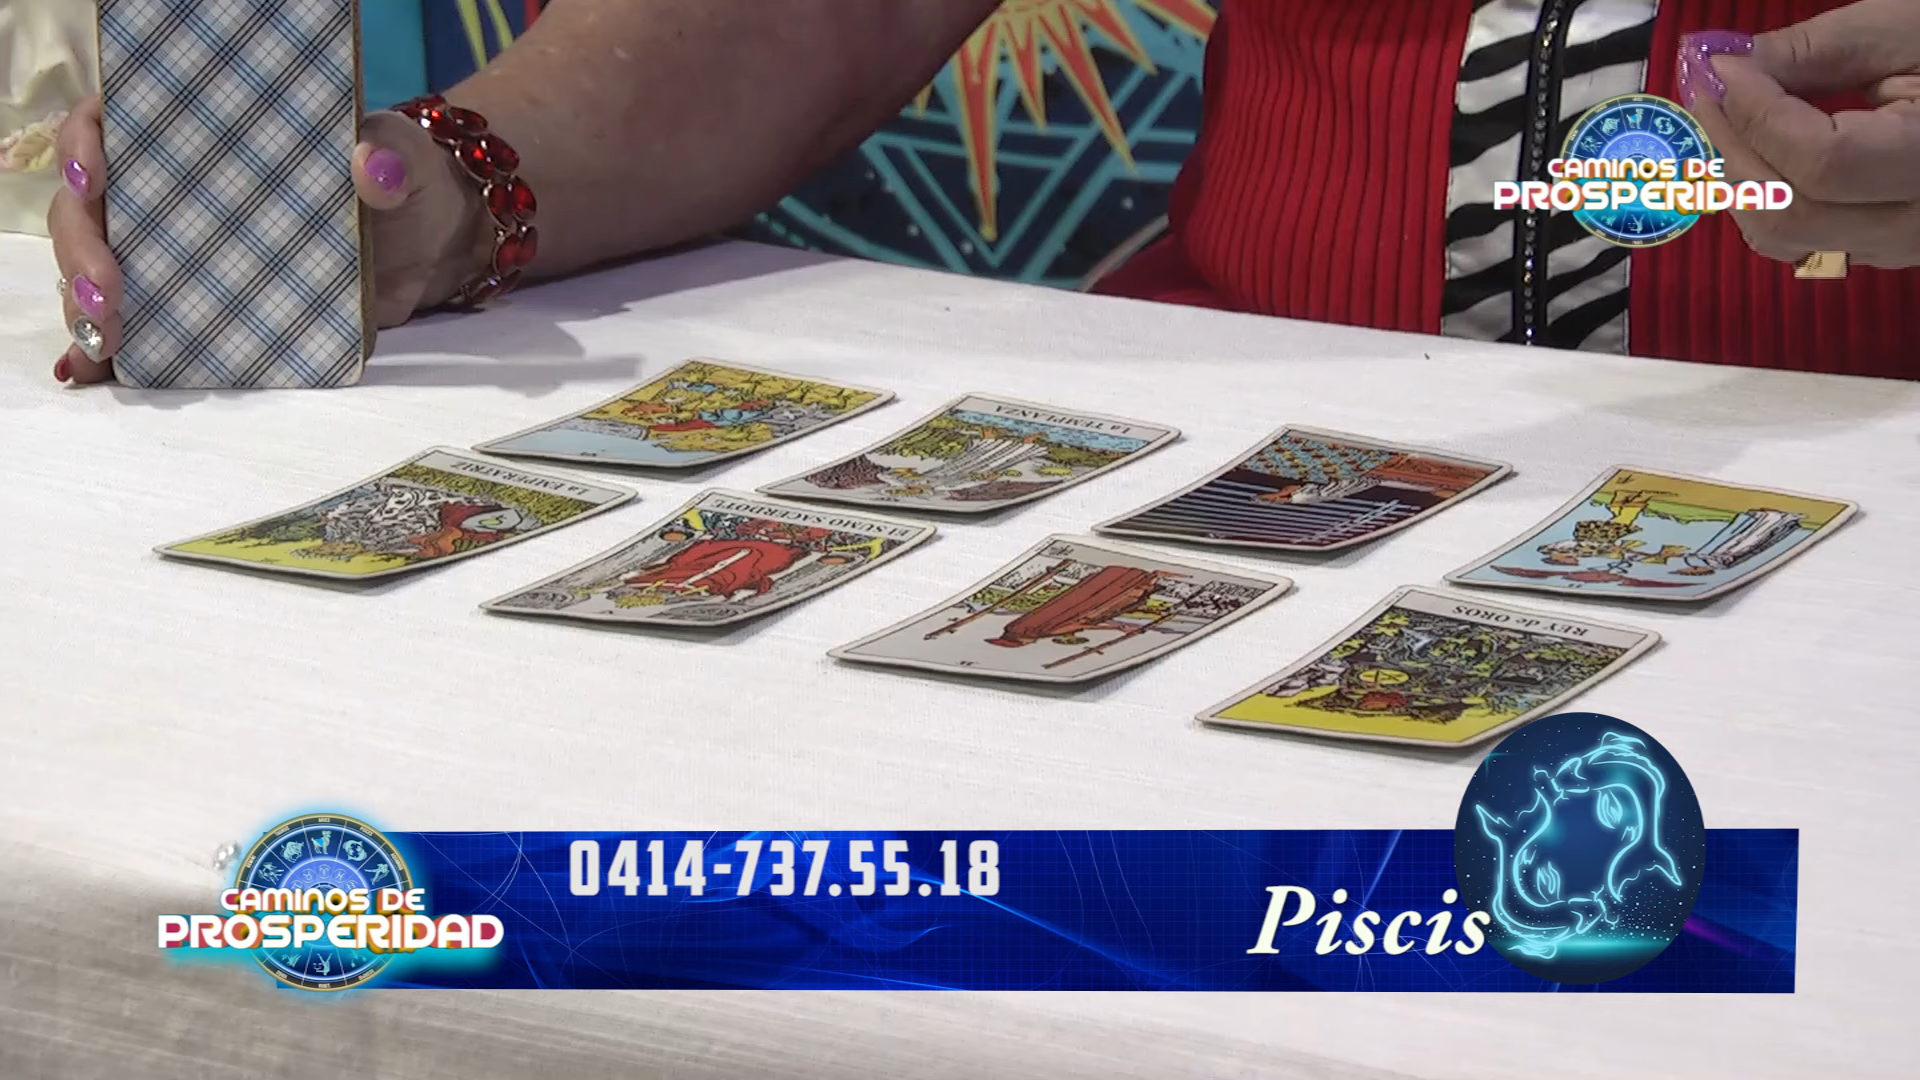 CAMINOS DE
PROSPERIDAD
La TEMPLANZA
La EMPERATRIZ
El SUMO SACERDOTE
REY de OROS
0414-737.55.18
CAMINOS DE
PROSPERIDAD
Piscis